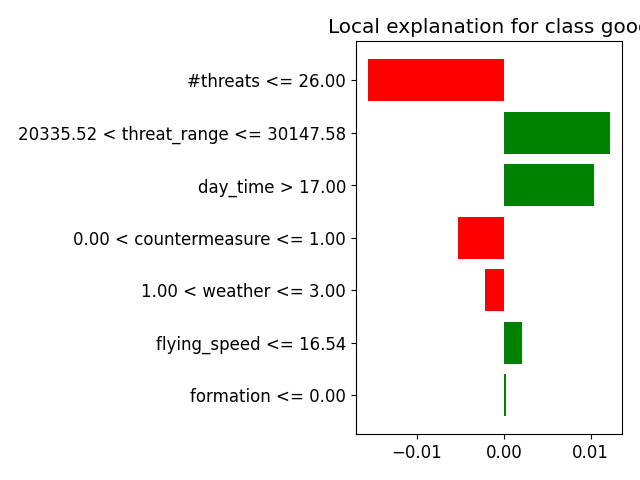 Local explanation for class goo
#threats <= 26.00
20335.52 < threat_range <= 30147.58
day_time > 17.00
0.00 < countermeasure <= 1.00
1.00 < weather <= 3.00
flying_speed <= 16.54
formation <= 0.00
−0.01 0.00 0.01